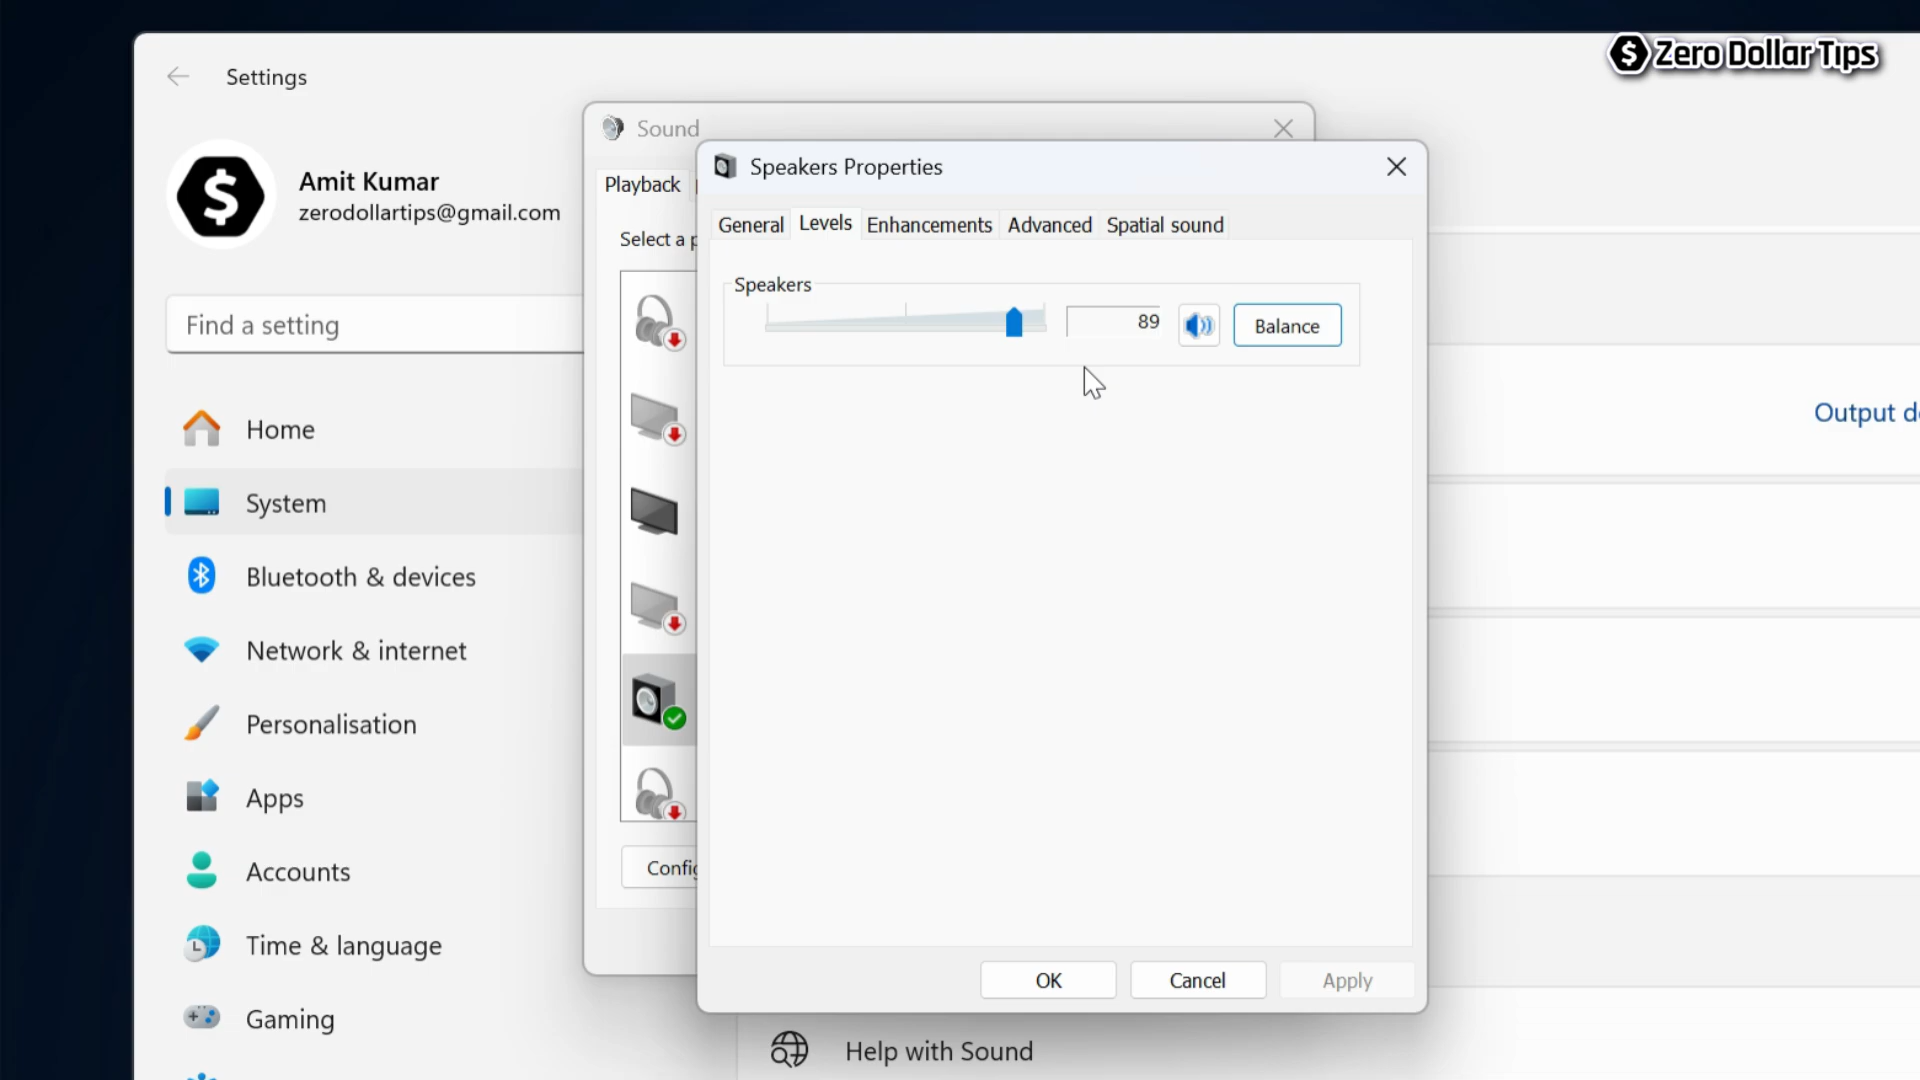 Zero Dollar Tips
Settings
Amit Kumar
zerodollartips@gmail.com
Find a setting
Home
System
Bluetooth & devices
Network & internet
Personalisation
Apps
Accounts
Time & language
Gaming
Sound
Playback
Select a p
Config
Speakers Properties
General Levels Enhancements Advanced Spatial sound
Speakers
89
Balance
OK Cancel Apply
Output d
Help with Sound